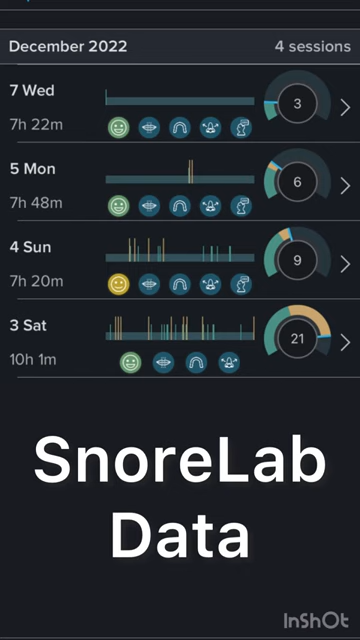 December 2022
4 sessions
7 Wed
3
7h 22m
5 Mon
6
7h 48m
4 Sun
9
7h 20m
3 Sat
21
10h 1m
SnoreLab
Data
InShOt